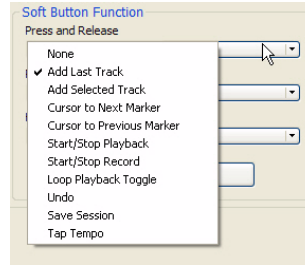 Soft Button Function
Press and Release
None
Add Last Track
Add Selected Track
Cursor to Next Marker
Cursor to Previous Marker
Start/Stop Playback
Start/Stop Record
Loop Playback Toggle
Undo
Save Session
Tap Tempo